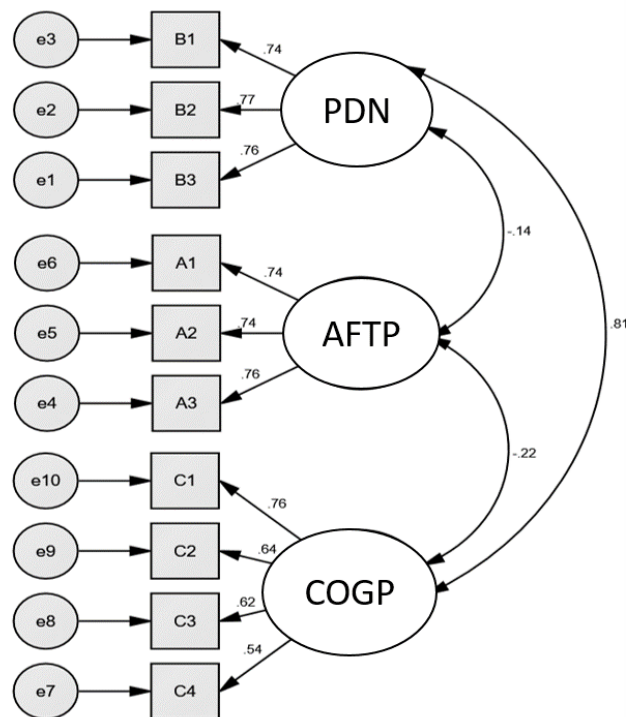 e3 B1 .74
e2 B2 .77 PDN
e1 B3 .76
-.14
e6 A1 .74
.81
e5 A2 .74 AFTP
e4 A3 .76
-.22
e10 C1 .76
e9 C2 .64
COGP
e8 C3 .62
.54
e7 C4